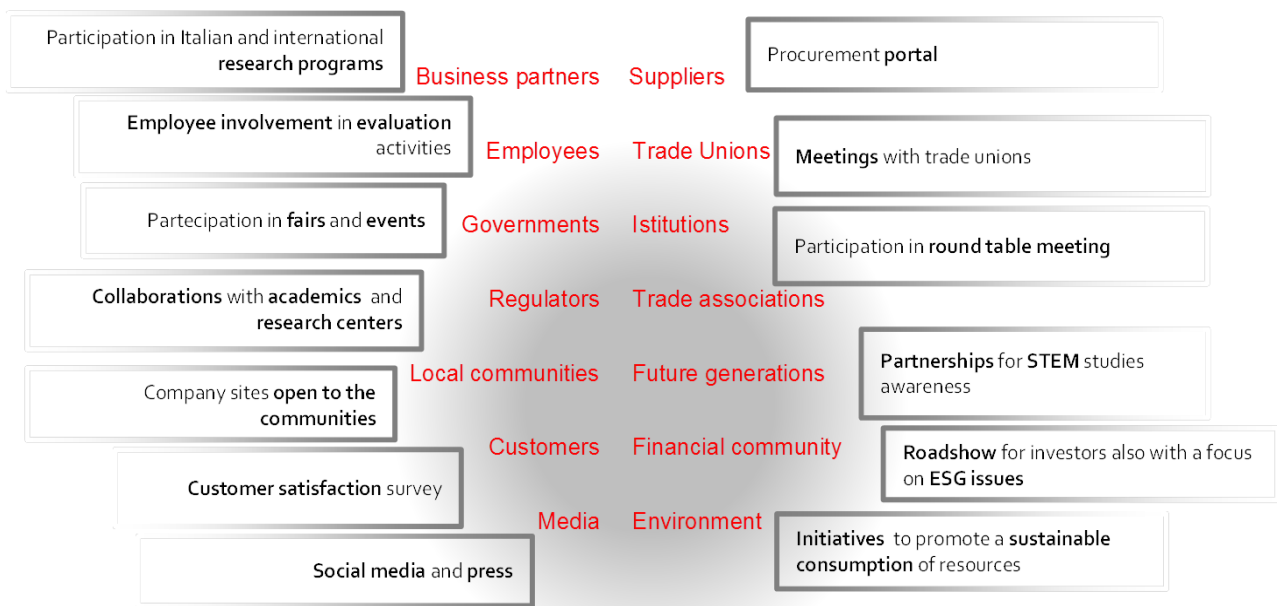 Participation in Italian and international
research programs
Business partners
Suppliers
Procurement portal
Employee involvement in evaluation
activities
Employees
Trade Unions
Meetings with trade unions
Partecipation in fairs and events
Governments
Istitutions
Participation in round table meeting
Collaborations with academics and
research centers
Regulators
Trade associations
Company sites open to the
communities
Local communities
Future generations
Partnerships for STEM studies
awareness
Customer satisfaction survey
Customers
Financial community
Roadshow for investors also with a focus
on ESG issues
Social media and press
Media
Environment
Initiatives to promote a sustainable
consumption of resources